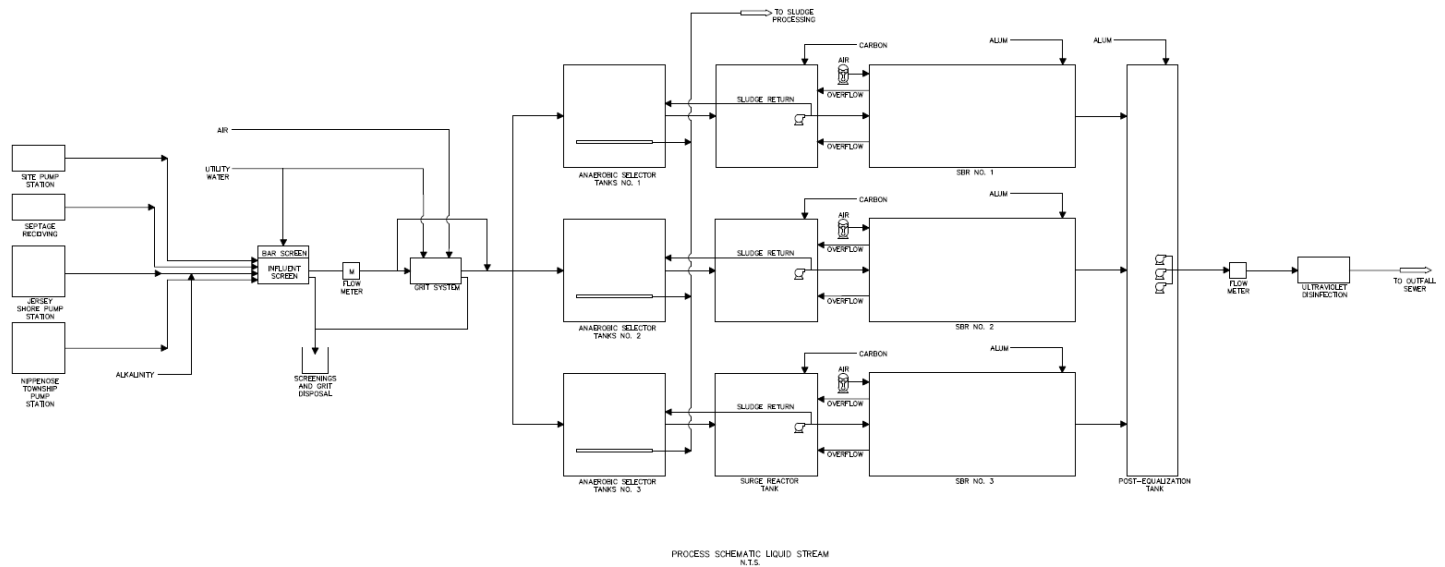 TO SLUDGE
PROCESSING
CARBON
ALUM
ALUM
AIR
OVERFLOW
SLUDGE RETURN
OVERFLOW
AIR
UTILITY
WATER
SITE PUMP
STATION
ANAEROBIC SELECTOR
TANKS NO. 1
SBR NO. 1
SEPTAGE
RECIEVING
CARBON
ALUM
AIR
OVERFLOW
SLUDGE RETURN
OVERFLOW
BAR SCREEN
INFLUENT
SCREEN
M
FLOW
METER
GRIT SYSTEM
JERSEY
SHORE PUMP
STATION
FLOW
METER
ULTRAVIOLET
DISINFECTION
TO OUTFALL
SEWER
ANAEROBIC SELECTOR
TANKS NO. 2
SBR NO. 2
CARBON
ALUM
AIR
OVERFLOW
SLUDGE RETURN
OVERFLOW
NIPPENOSE
TOWNSHIP
PUMP
STATION
ALKALINITY
SCREENINGS
AND GRIT
DISPOSAL
ANAEROBIC SELECTOR
TANKS NO. 3
SURGE REACTOR
TANK
SBR NO. 3
POST-EQUALIZATION
TANK
PROCESS SCHEMATIC LIQUID STREAM
N.T.S.